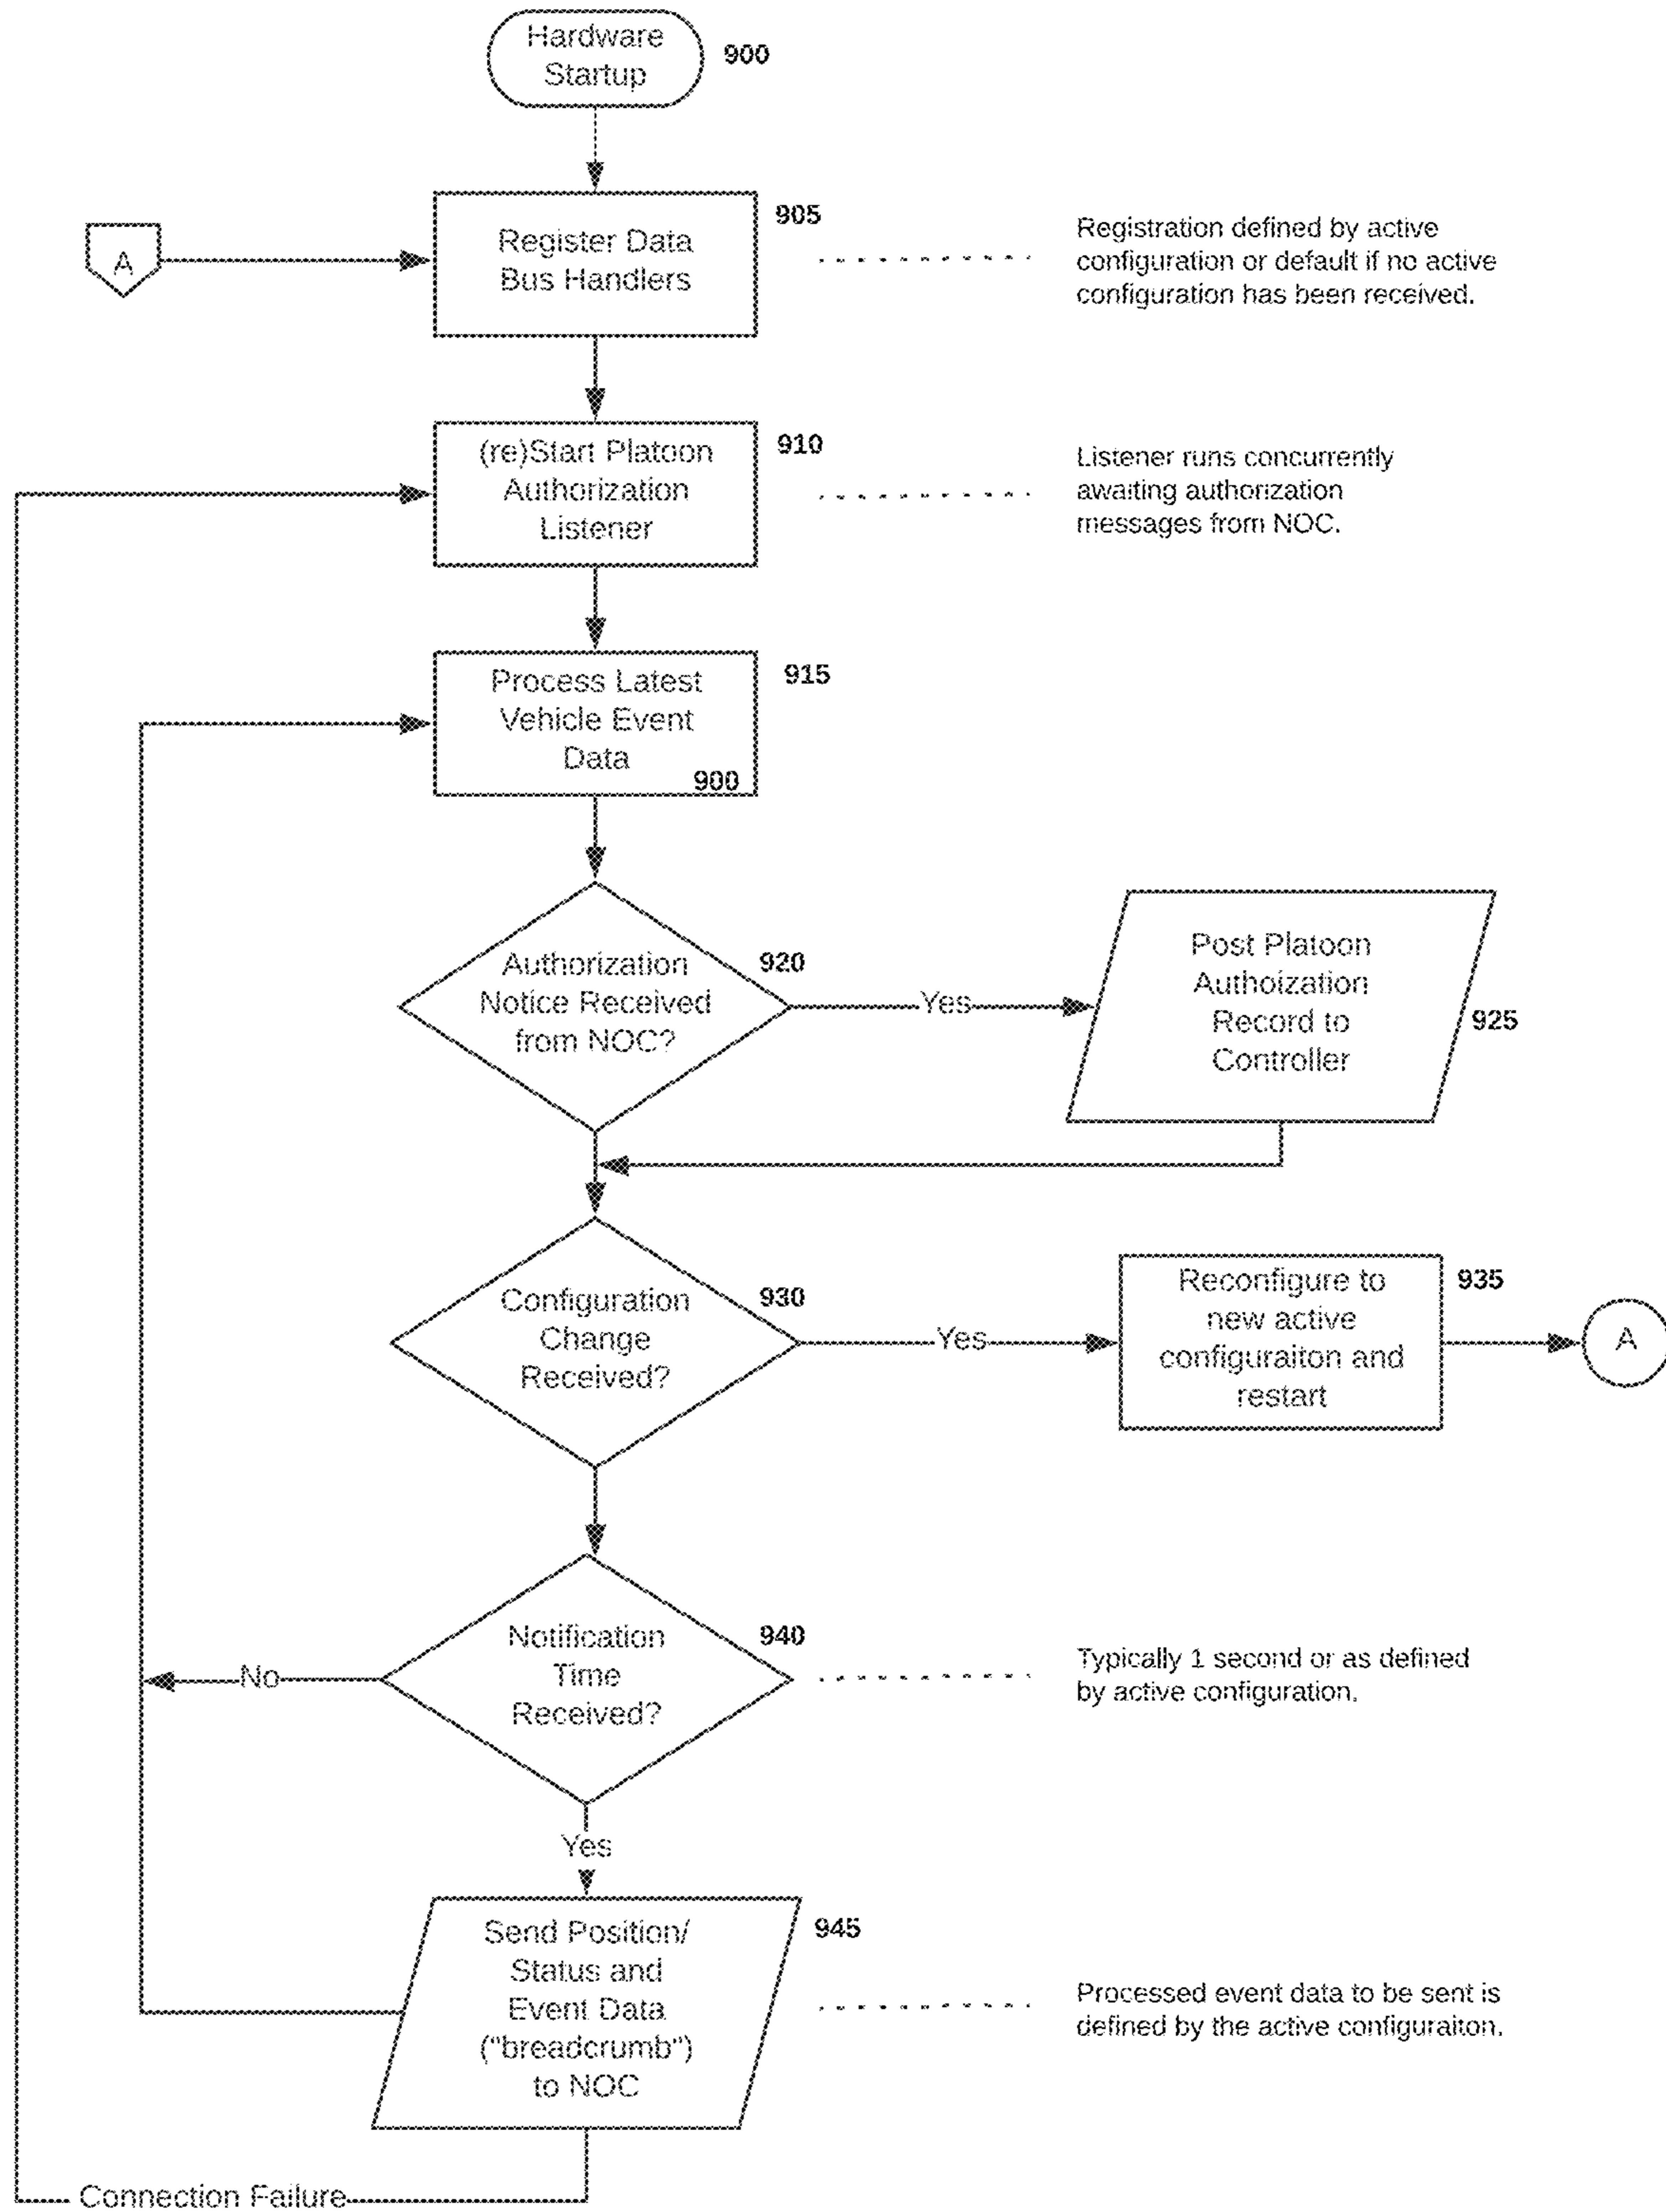 Hardware
Startup
900
A
Register Data
Bus Handlers
905
Registration defined by active
configuration or default if no active
configuration has been received.
(re)Start Platoon
Authorization
Listener
910
Listener runs concurrently
awaiting authorization
messages from NOC.
Process Latest
Vehicle Event
Data
900
915
Authorization
Notice Received
from NOC?
920
Yes
Post Platoon
Authoization
Record to
Controller
925
Configuration
Change
Received?
930
Yes
Reconfigure to
new active
configuraiton and
restart
935
A
Notification
Time
Received?
940
No
Typically 1 second or as defined
by active configuration.
Yes
Send Position/
Status and
Event Data
("breadcrumb")
to NOC
945
Processed event data to be sent is
defined by the active configuraiton.
Connection Failure